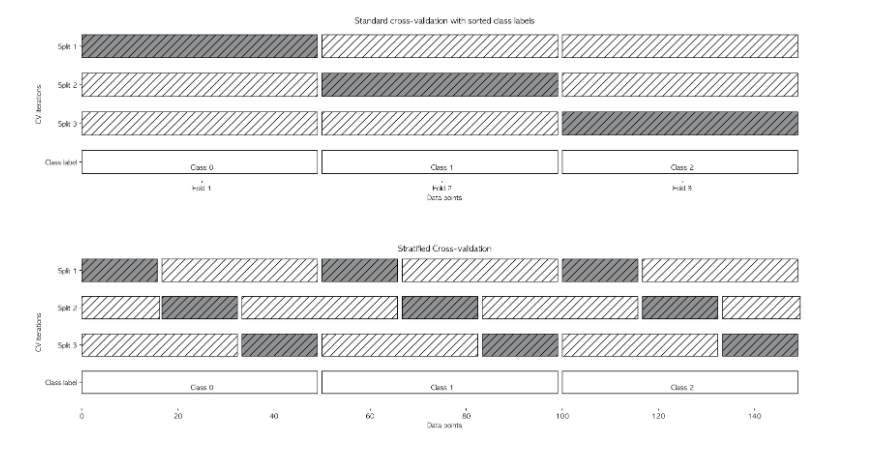 Standard cross-validation with sorted class labels
Split 1
Split 2
Split 3
CV iterations
Class label
Class 0 Class 1 Class 2
Fold 1 Fold 2 Fold 3
Data points
Stratified Cross-validation
Split 1
Split 2
Split 3
CV iterations
Class label
Class 0 Class 1 Class 2
0 20 40 60 80 100 120 140
Data points